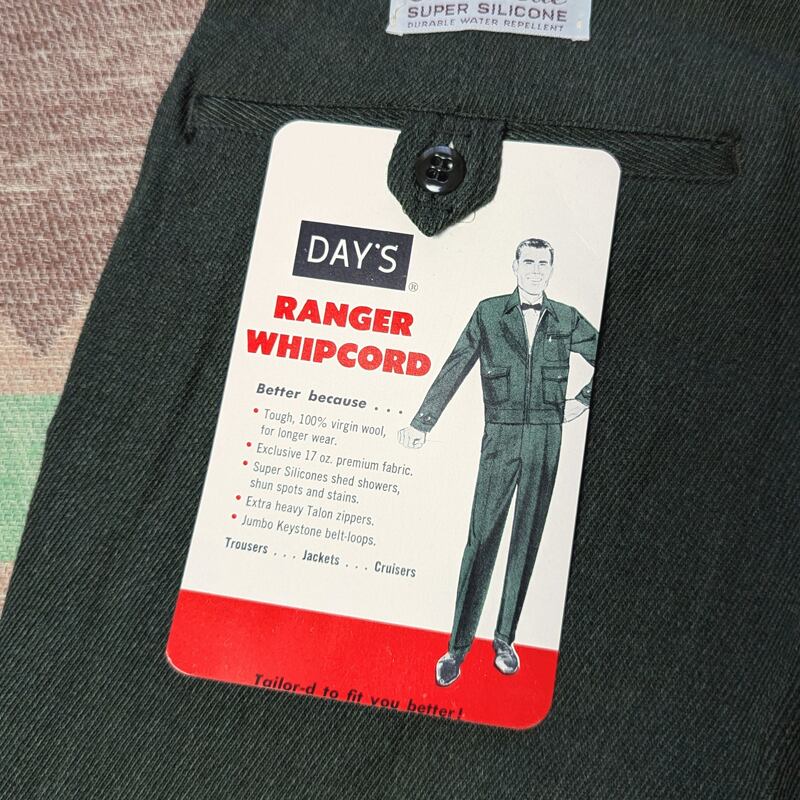 SUPER SILICONE
DURABLE WATER REPELLENT
DAY'S
®
RANGER
WHIPCORD
Better because . . .
• Tough, 100% virgin wool,
for longer wear.
• Exclusive 17 oz. premium fabric.
• Super Silicones shed showers,
shun spots and stains.
• Extra heavy Talon zippers.
• Jumbo Keystone belt-loops.
Trousers . . . Jackets . . . Cruisers
Tailor-d to fit you better!